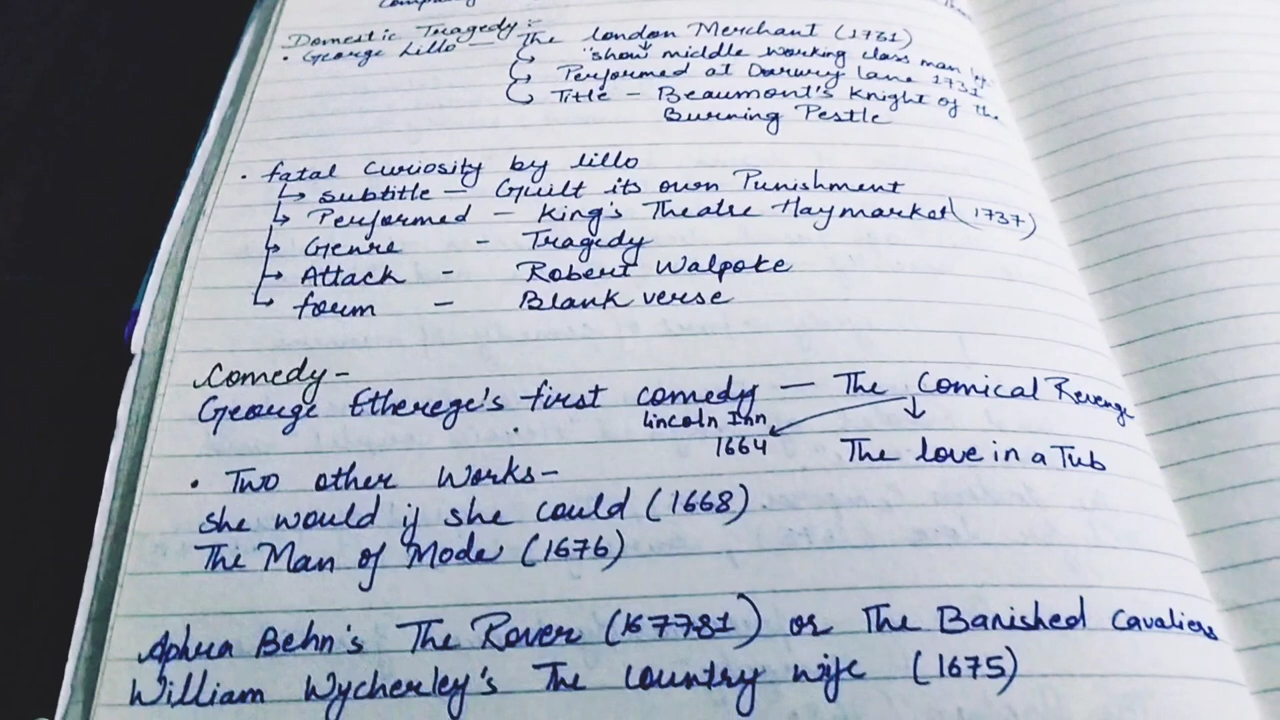 Domestic Tragedy :-
• George Lillo — The London Merchant (1731)
"show" middle working class man
Performed at Darury lane 1731
Title — Beaumont's Knight of the
Burning Pestle
• fatal Curiosity by lillo
↳ subtitle — Guilt its own Punishment
↳ Performed — King's Theatre Haymarket (1737)
↳ Genre - Tragedy
↳ Attack - Robert Walpole
↳ form - Blank verse
Comedy -
George Etherege's first comedy — The Comical Revenge
lincoln Inn
1664 The love in a Tub
• Two other works-
she would if she could (1668)
The Man of Mode (1676)
Aphra Behn's The Rover (167781) or The Banished Cavaliers
William Wycherley's The country wife (1675)